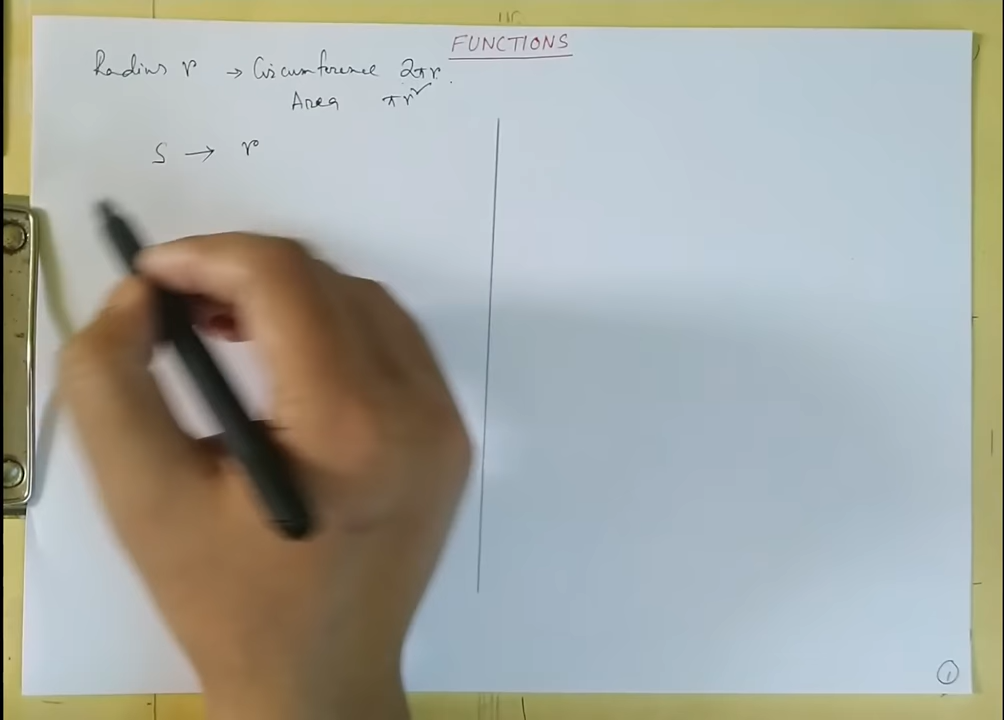 FUNCTIONS
Radius r → Circumference 2πr.
Area πr²
S → r
1